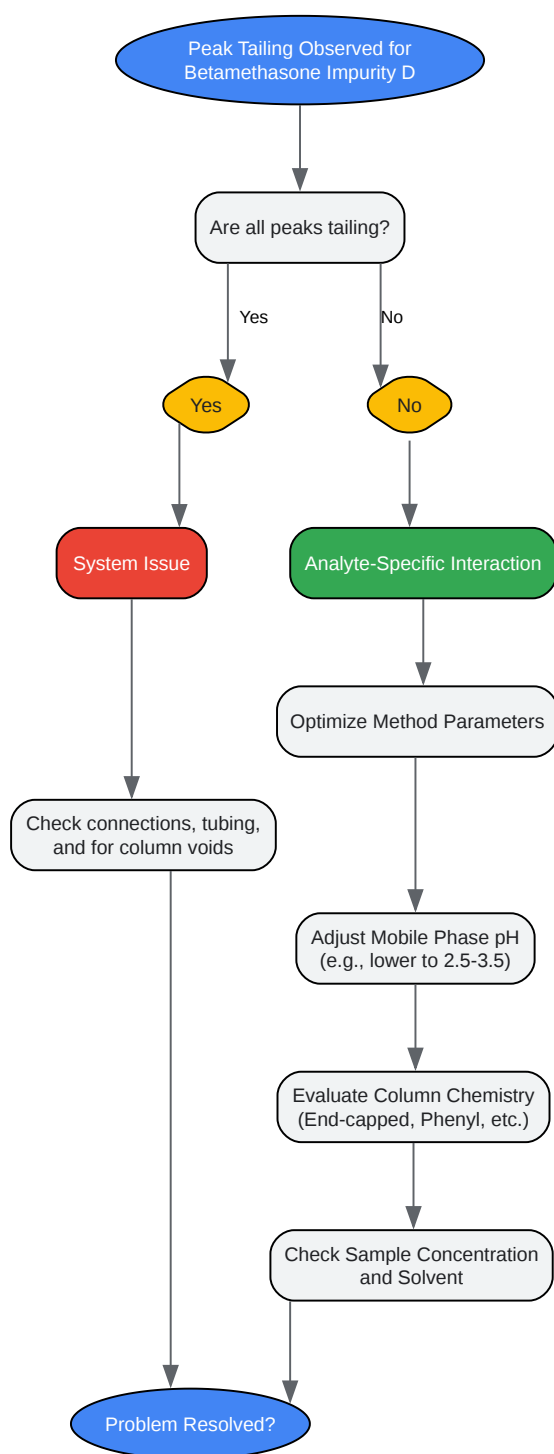 Peak Tailing Observed for
Betamethasone Impurity D
Are all peaks tailing?
Yes
No
Yes
No
System Issue
Analyte-Specific Interaction
Optimize Method Parameters
Check connections, tubing,
and for column voids
Adjust Mobile Phase pH
(e.g., lower to 2.5-3.5)
Evaluate Column Chemistry
(End-capped, Phenyl, etc.)
Check Sample Concentration
and Solvent
Problem Resolved?